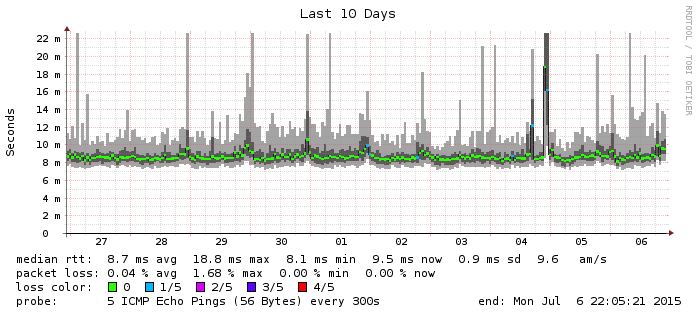 Last 10 Days
RRDTOOL / TOBI OETIKER
Seconds
22 m
20 m
18 m
16 m
14 m
12 m
10 m
8 m
6 m
4 m
2 m
0
27 28 29 30 01 02 03 04 05 06
median rtt: 8.7 ms avg 18.8 ms max 8.1 ms min 9.5 ms now 0.9 ms sd 9.6 am/s
packet loss: 0.04 % avg 1.68 % max 0.00 % min 0.00 % now
loss color: 0 1/5 2/5 3/5 4/5
probe: 5 ICMP Echo Pings (56 Bytes) every 300s end: Mon Jul 6 22:05:21 2015